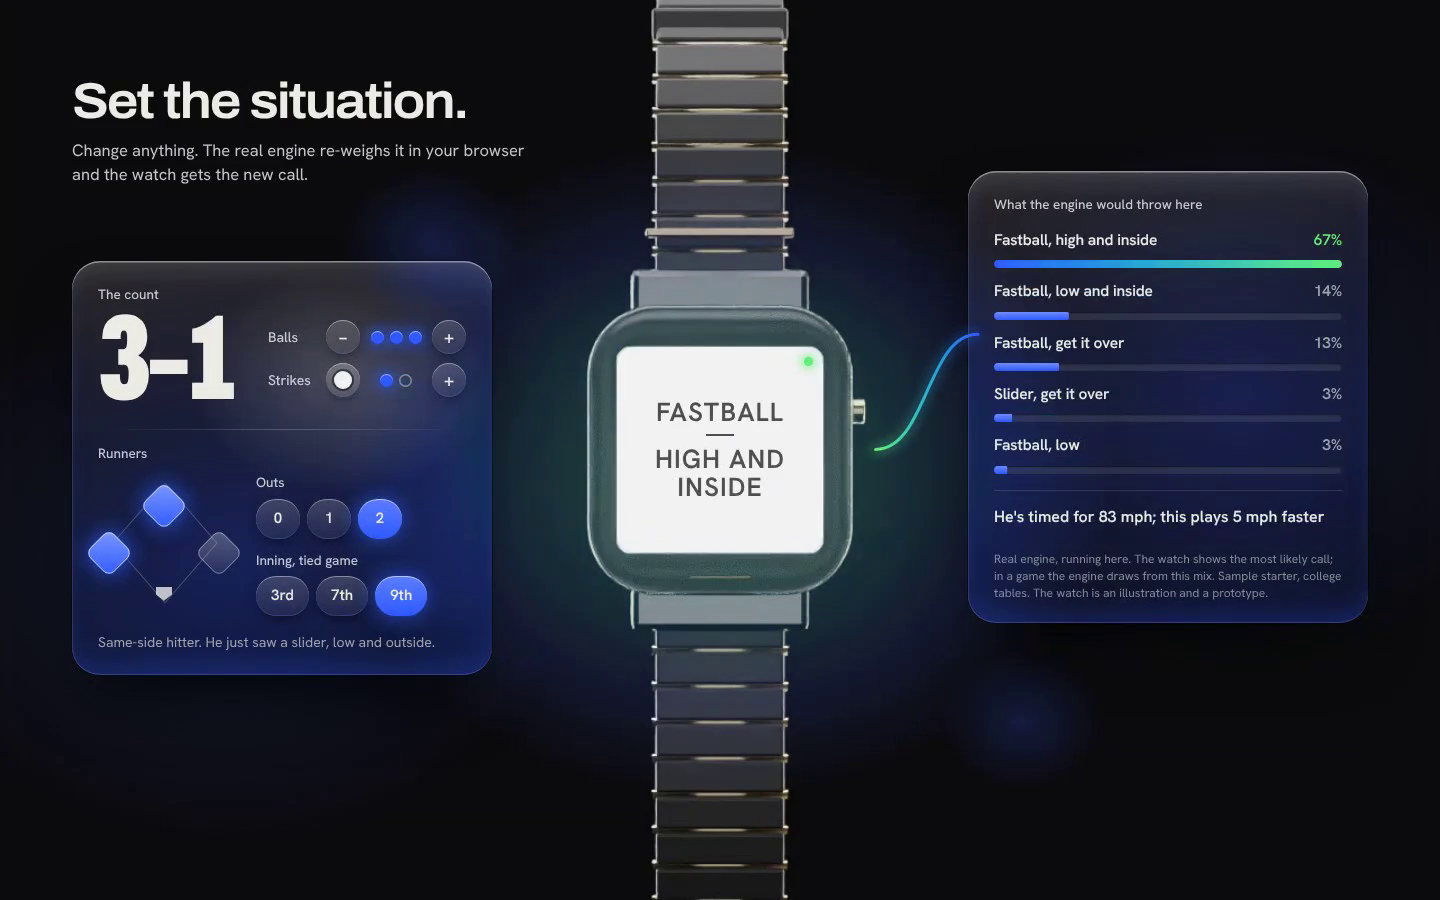 Set the situation.
Change anything. The real engine re-weighs it in your browser
and the watch gets the new call.
The count
3–1
Balls
–
+
Strikes
+
Runners
Outs
0
1
2
Inning, tied game
3rd
7th
9th
Same-side hitter. He just saw a slider, low and outside.
FASTBALL
HIGH AND
INSIDE
What the engine would throw here
Fastball, high and inside 67%
Fastball, low and inside 14%
Fastball, get it over 13%
Slider, get it over 3%
Fastball, low 3%
He's timed for 83 mph; this plays 5 mph faster
Real engine, running here. The watch shows the most likely call;
in a game the engine draws from this mix. Sample starter, college
tables. The watch is an illustration and a prototype.